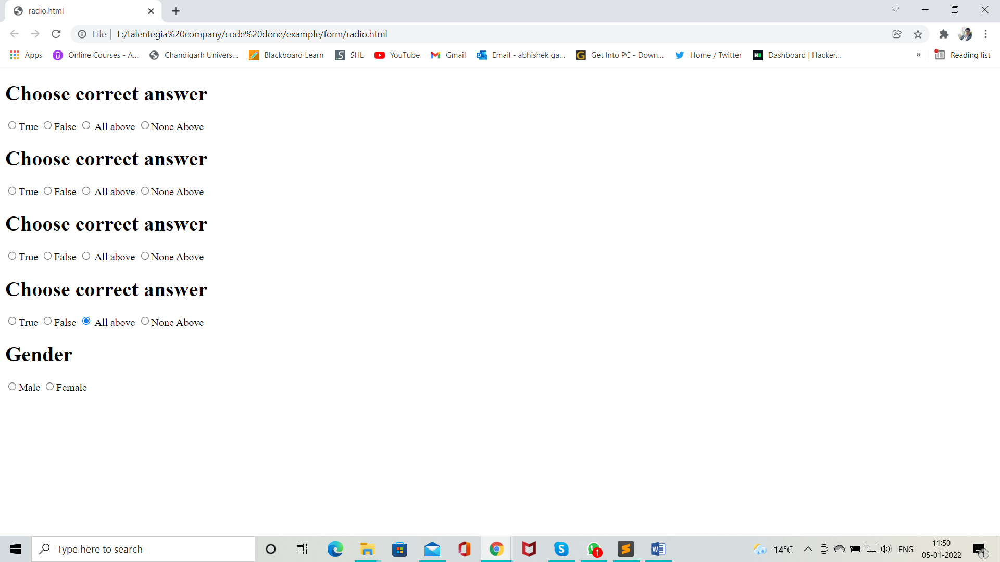 radio.html
File | E:/talentegia%20company/code%20done/example/form/radio.html
Apps Online Courses - A... Chandigarh Univers... Blackboard Learn SHL YouTube Gmail Email - abhishek ga... Get Into PC - Down... Home / Twitter Dashboard | Hacker... » Reading list
Choose correct answer
True False All above None Above
Choose correct answer
True False All above None Above
Choose correct answer
True False All above None Above
Choose correct answer
True False All above None Above
Gender
Male Female
Type here to search
14°C ENG
11:50
05-01-2022
1
1